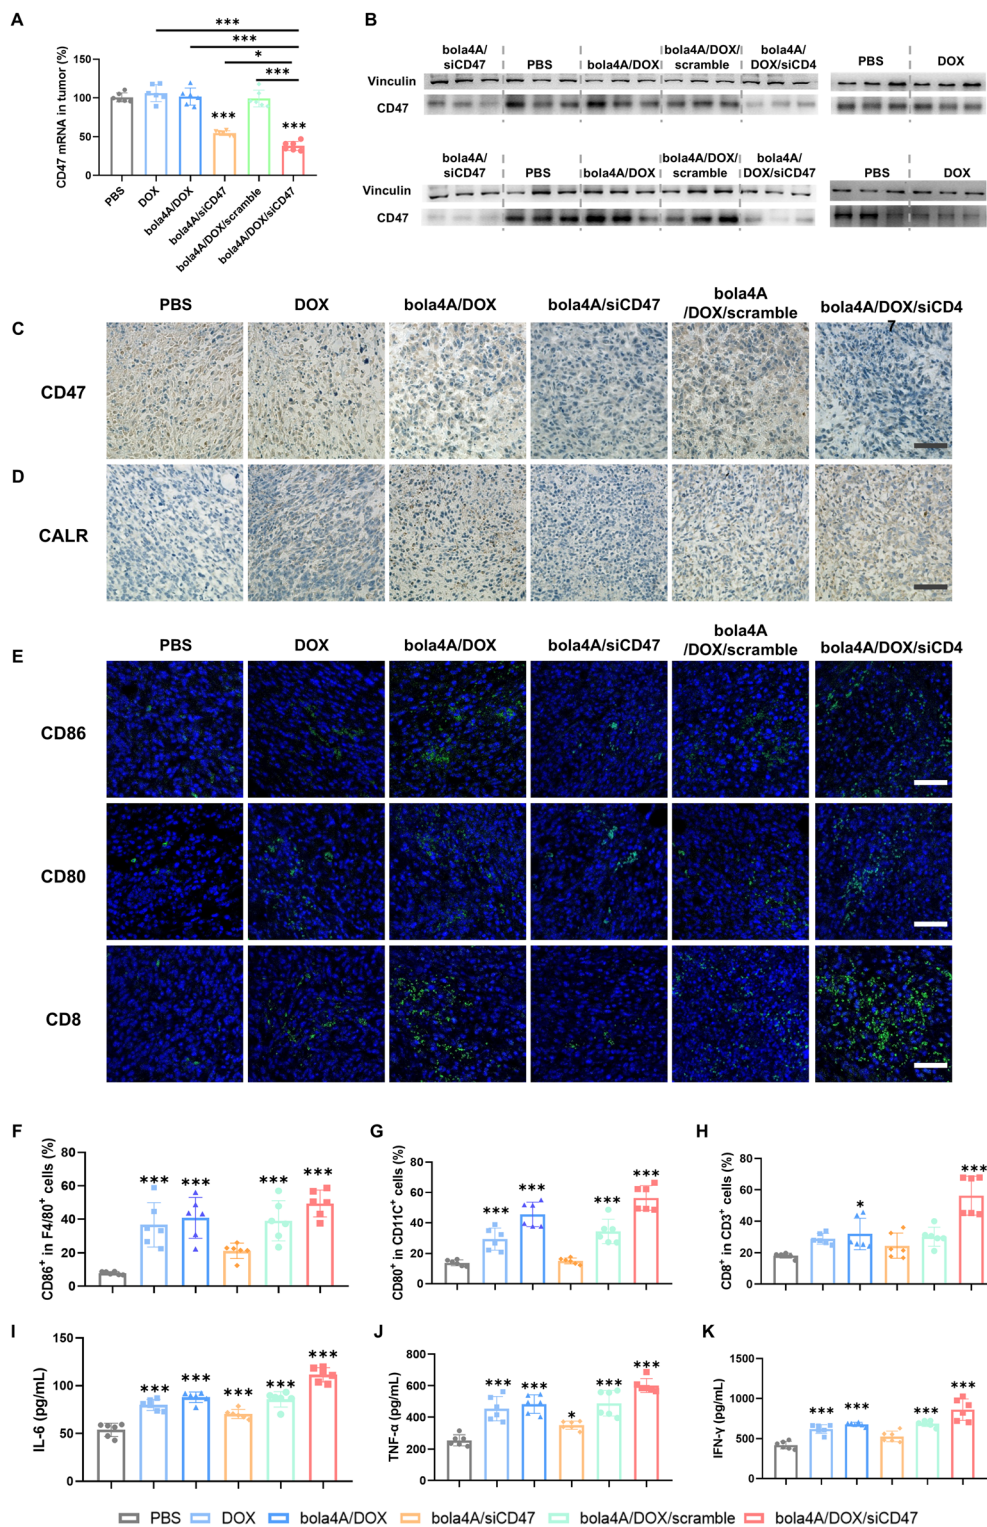 A
***
***
*
***
CD47 mRNA in tumor (%)
150
100
50
0
***
***
PBS
DOX
bola4A/DOX
bola4A/siCD47
bola4A/DOX/scramble
bola4A/DOX/siCD47
B
bola4A/
siCD47
PBS
bola4A/DOX
bola4A/DOX/
scramble
bola4A/
DOX/siCD4
PBS
DOX
Vinculin
CD47
bola4A/
siCD47
PBS
bola4A/DOX
bola4A/DOX/
scramble
bola4A/
DOX/siCD47
PBS
DOX
Vinculin
CD47
PBS
DOX
bola4A/DOX
bola4A/siCD47
bola4A
/DOX/scramble
bola4A/DOX/siCD4
7
C
CD47
D
CALR
E
PBS
DOX
bola4A/DOX
bola4A/siCD47
bola4A
/DOX/scramble
bola4A/DOX/siCD4
CD86
CD80
CD8
F
CD86⁺ in F4/80⁺ cells (%)
80
60
40
20
0
***
***
***
***
G
CD80⁺ in CD11C⁺ cells (%)
80
60
40
20
0
***
***
***
***
H
CD8⁺ in CD3⁺ cells (%)
80
60
40
20
0
*
***
I
IL-6 (pg/mL)
150
100
50
0
***
***
***
***
***
J
TNF-α (pg/mL)
800
600
400
200
0
***
***
*
***
***
K
IFN-γ (pg/mL)
1500
1000
500
0
***
***
***
***
PBS DOX bola4A/DOX bola4A/siCD47 bola4A/DOX/scramble bola4A/DOX/siCD47